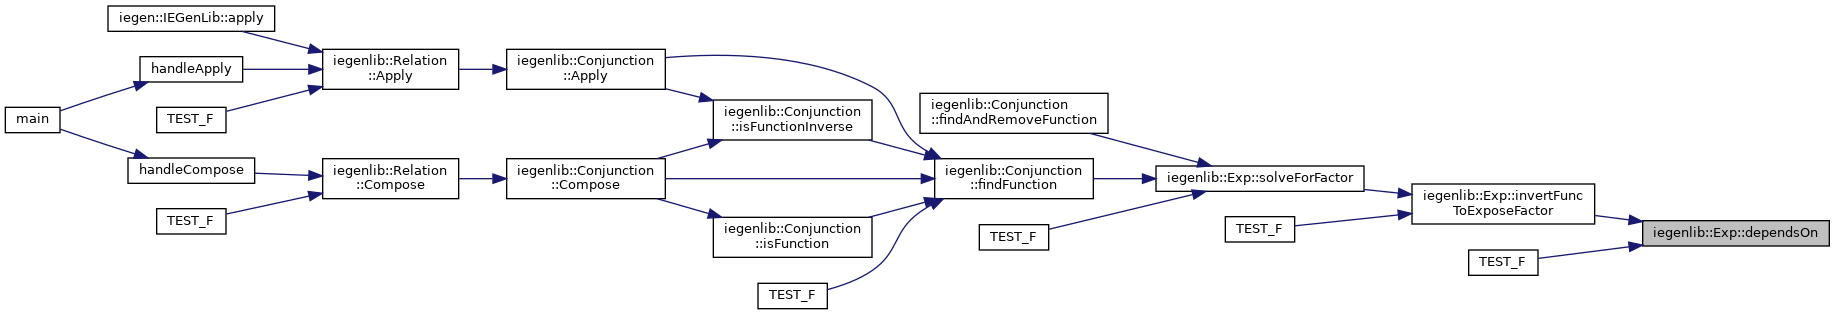 iegen::IEGenLib::apply
handleApply
TEST_F
main
handleCompose
TEST_F
iegenlib::Relation
::Apply
iegenlib::Relation
::Compose
iegenlib::Conjunction
::Apply
iegenlib::Conjunction
::Compose
iegenlib::Conjunction
::isFunctionInverse
iegenlib::Conjunction
::isFunction
TEST_F
iegenlib::Conjunction
::findAndRemoveFunction
iegenlib::Conjunction
::findFunction
TEST_F
iegenlib::Exp::solveForFactor
TEST_F
iegenlib::Exp::invertFunc
ToExposeFactor
TEST_F
iegenlib::Exp::dependsOn